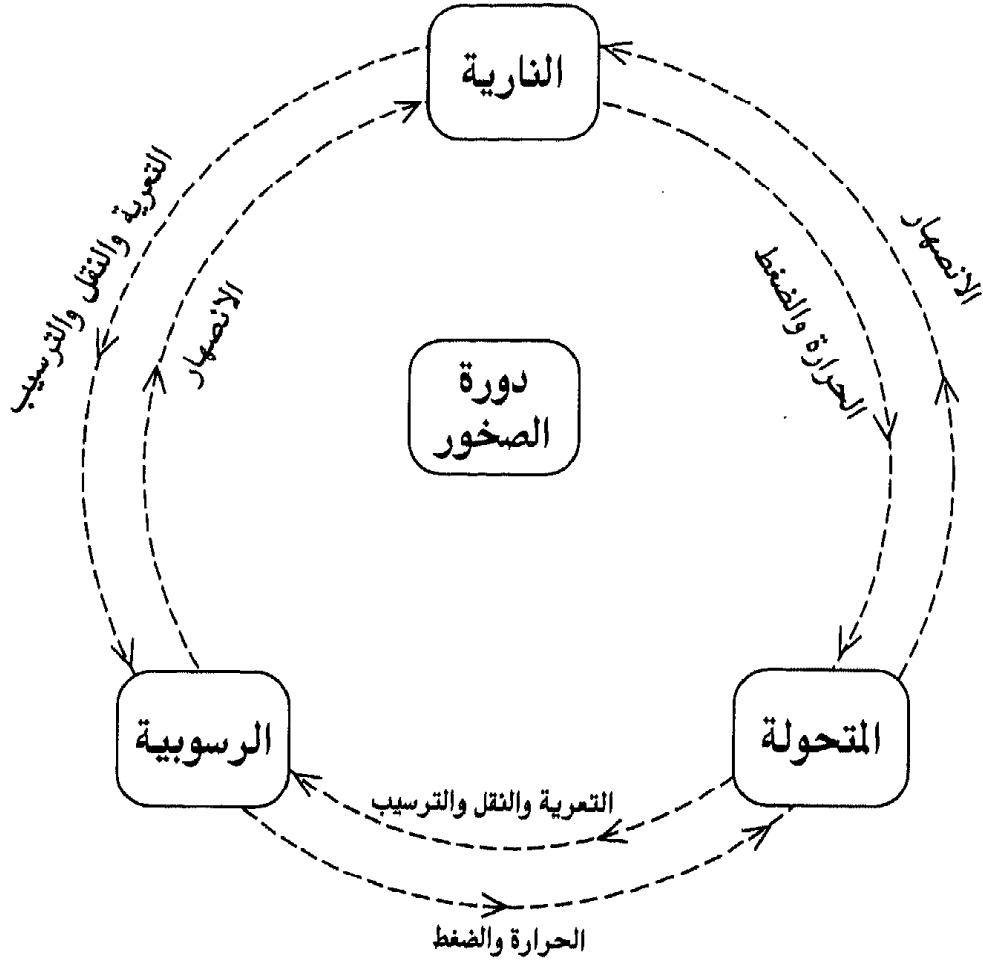 النارية
التعرية والنقل والترسيب
الانصهار
الحرارة والضغط
الانصهار
دورة
الصخور
الرسوبية
المتحولة
التعرية والنقل والترسيب
الحرارة والضغط